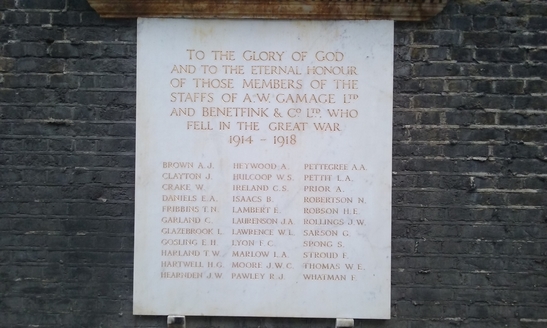 TO THE GLORY OF GOD
AND TO THE ETERNAL HONOUR
OF THOSE MEMBERS OF THE
STAFFS OF A.W. GAMAGE LTD
AND BENETFINK & CO LTD. WHO
FELL IN THE GREAT WAR
1914 – 1918
BROWN A. J.
CLAYTON J.
CRAKE W.
DANIELS E.A.
FRIBBINS T.N.
GARLAND C.
GLAZEBROOK L.
GOSLING E.H.
HARLAND T.W.
HARTWELL H.G.
HEARNDEN J.W.
HEYWOOD A.
HULCOOP W.S.
IRELAND C.S.
ISAACS B.
LAMBERT E.
LAURENSON J.A.
LAWRENCE W.L.
LYON F.C.
MARLOW L.A.
MOORE J.W.C.
PAWLEY R.J.
PETTEGREE A.A.
PETTIT L.A.
PRIOR A.
ROBERTSON N.
ROBSON H.E.
ROLLINGS J.W.
SARSON G.
SPONG S.
STROUD F.
THOMAS W.E.
WHATMAN F.